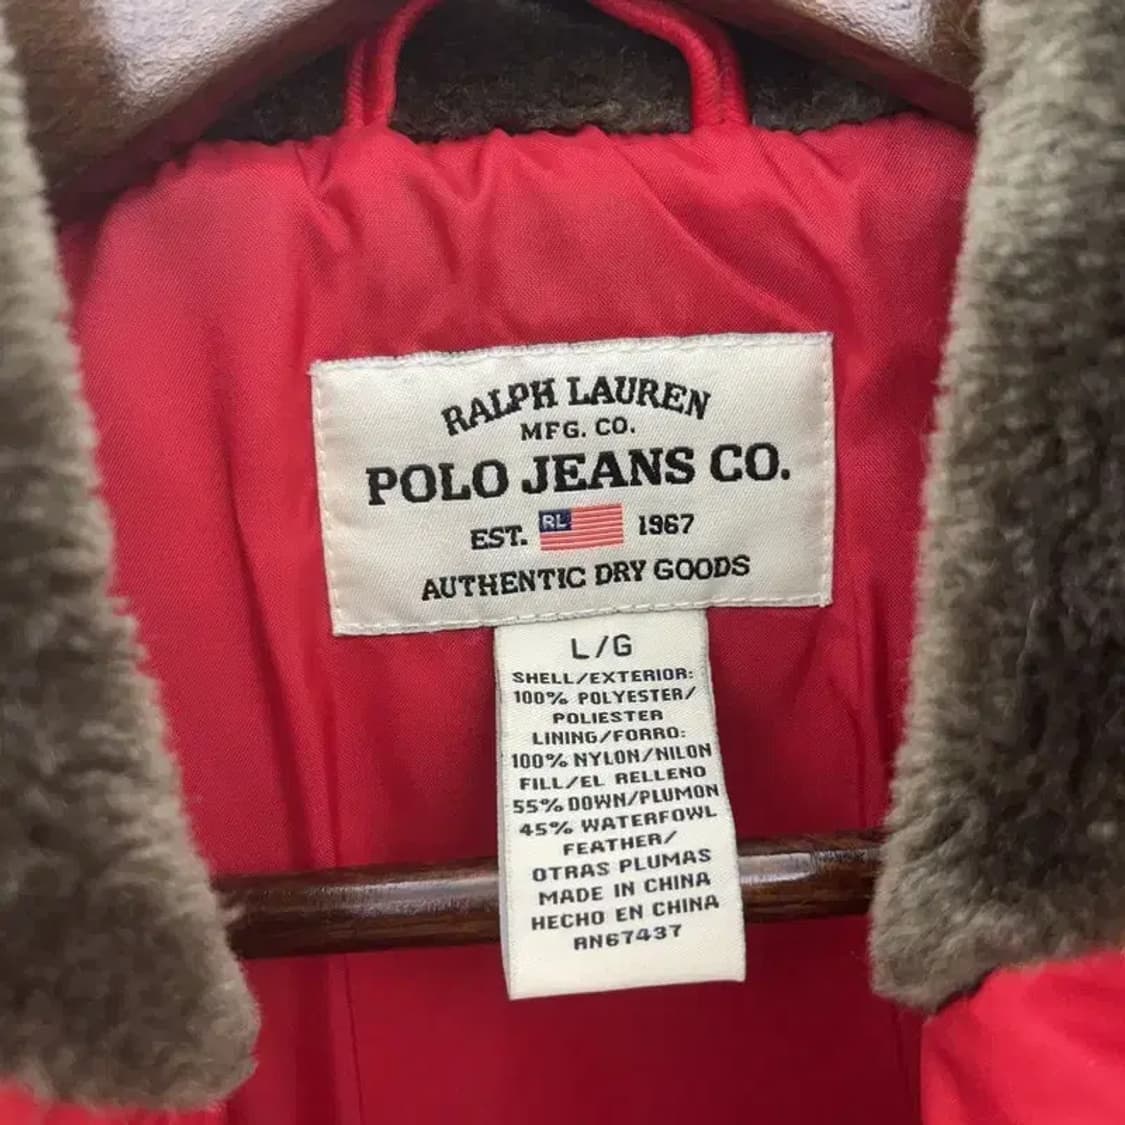 RALPH LAUREN
MFG. CO.
POLO JEANS CO.
EST. RL 1967
AUTHENTIC DRY GOODS
L/G
SHELL/EXTERIOR:
100% POLYESTER/
POLIESTER
LINING/FORRO:
100% NYLON/NILON
FILL/EL RELLENO
55% DOWN/PLUMON
45% WATERFOWL
FEATHER/
OTRAS PLUMAS
MADE IN CHINA
HECHO EN CHINA
RN67437